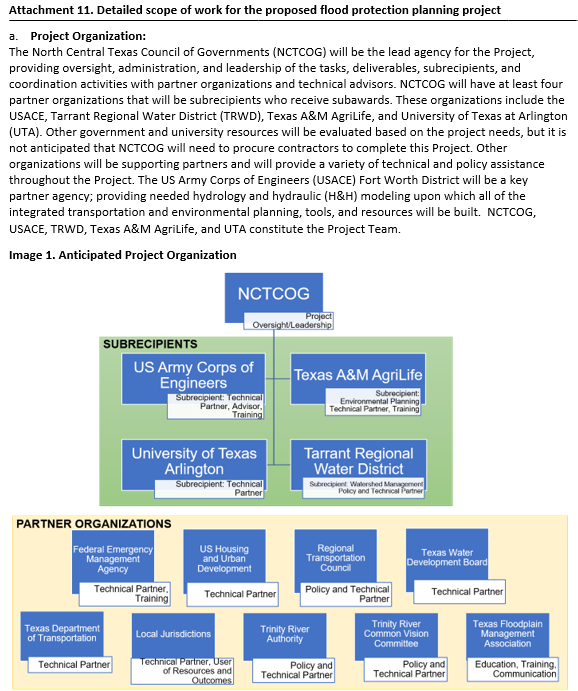 Attachment 11. Detailed scope of work for the proposed flood protection planning project
a. Project Organization:
The North Central Texas Council of Governments (NCTCOG) will be the lead agency for the Project,
providing oversight, administration, and leadership of the tasks, deliverables, subrecipients, and
coordination activities with partner organizations and technical advisors. NCTCOG will have at least four
partner organizations that will be subrecipients who receive subawards. These organizations include the
USACE, Tarrant Regional Water District (TRWD), Texas A&M AgriLife, and University of Texas at Arlington
(UTA). Other government and university resources will be evaluated based on the project needs, but it is
not anticipated that NCTCOG will need to procure contractors to complete this Project. Other
organizations will be supporting partners and will provide a variety of technical and policy assistance
throughout the Project. The US Army Corps of Engineers (USACE) Fort Worth District will be a key
partner agency; providing needed hydrology and hydraulic (H&H) modeling upon which all of the
integrated transportation and environmental planning, tools, and resources will be built. NCTCOG,
USACE, TRWD, Texas A&M AgriLife, and UTA constitute the Project Team.
Image 1. Anticipated Project Organization
NCTCOG
Project
Oversight/Leadership
SUBRECIPIENTS
US Army Corps of
Engineers
Subrecipient: Technical
Partner, Advisor,
Training
Texas A&M AgriLife
Subrecipient:
Environmental Planning
Technical Partner, Training
University of Texas
Arlington
Subrecipient: Technical
Partner
Tarrant Regional
Water District
Subrecipient: Watershed Management
Policy and Technical Partner
PARTNER ORGANIZATIONS
Federal Emergency
Management
Agency
Technical Partner,
Training
US Housing
and Urban
Development
Technical Partner
Regional
Transportation
Council
Policy and Technical
Partner
Texas Water
Development Board
Technical Partner
Texas Department
of Transportation
Technical Partner
Local Jurisdictions
Technical Partner, User
of Resources and
Outcomes
Trinity River
Authority
Policy and
Technical Partner
Trinity River
Common Vision
Committee
Policy and
Technical Partner
Texas Floodplain
Management
Association
Education, Training,
Communication